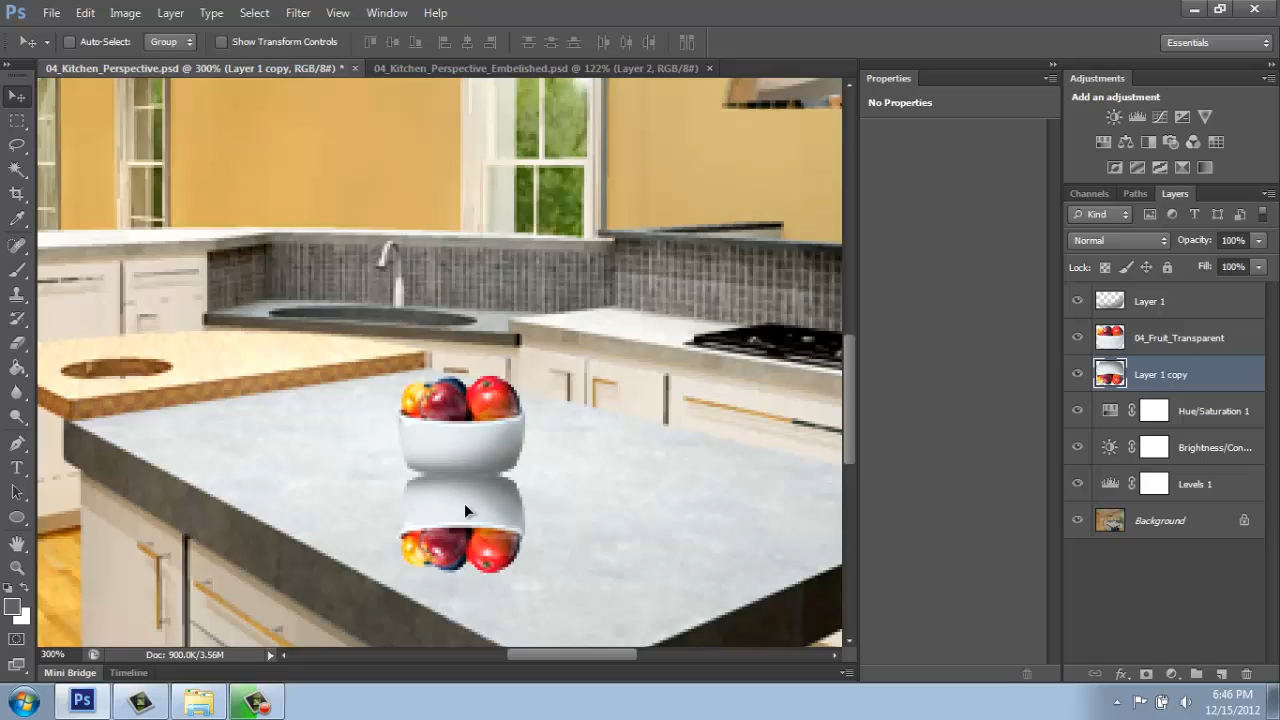 Ps File Edit Image Layer Type Select Filter View Window Help
Auto-Select: Group Show Transform Controls Essentials
04_Kitchen_Perspective.psd @ 300% (Layer 1 copy, RGB/8#) * × 04_Kitchen_Perspective_Embelished.psd @ 122% (Layer 2, RGB/8#) ×
Properties
No Properties
Adjustments
Add an adjustment
Channels Paths Layers
Kind
Normal Opacity: 100%
Lock: Fill: 100%
Layer 1
04_Fruit_Transparent
Layer 1 copy
Hue/Saturation 1
Brightness/Con...
Levels 1
Background
300% Doc: 900.0K/3.56M
Mini Bridge Timeline
Ps
6:46 PM
12/15/2012